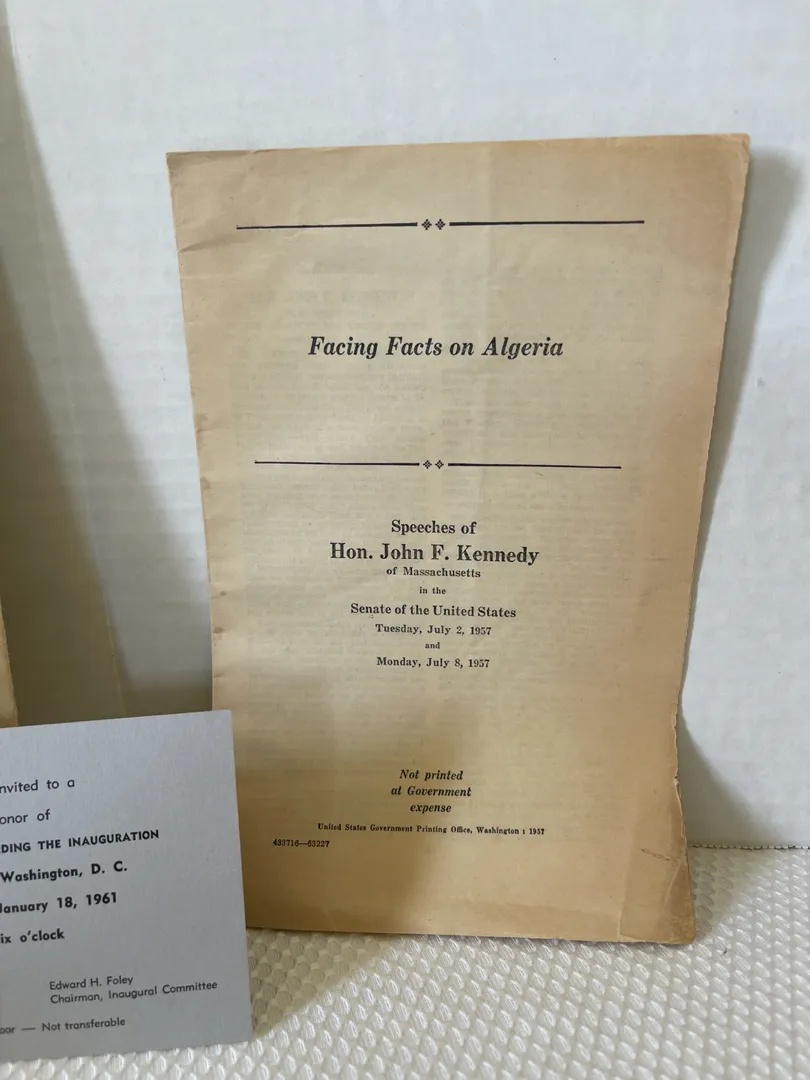 Facing Facts on Algeria
Speeches of
Hon. John F. Kennedy
of Massachusetts
in the
Senate of the United States
Tuesday, July 2, 1957
and
Monday, July 8, 1957
Not printed
at Government
expense
United States Government Printing Office, Washington : 1957
433716—63227
nvited to a
onor of
DING THE INAUGURATION
Washington, D. C.
January 18, 1961
ix o'clock
Edward H. Foley
Chairman, Inaugural Committee
oor — Not transferable